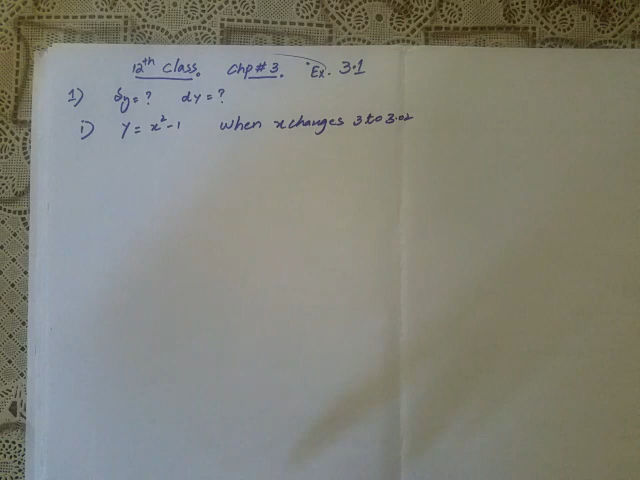 12th Class. Chp # 3. Ex. 3.1
1) δy = ? dy = ?
i) y = x² - 1 when x changes 3 to 3.02